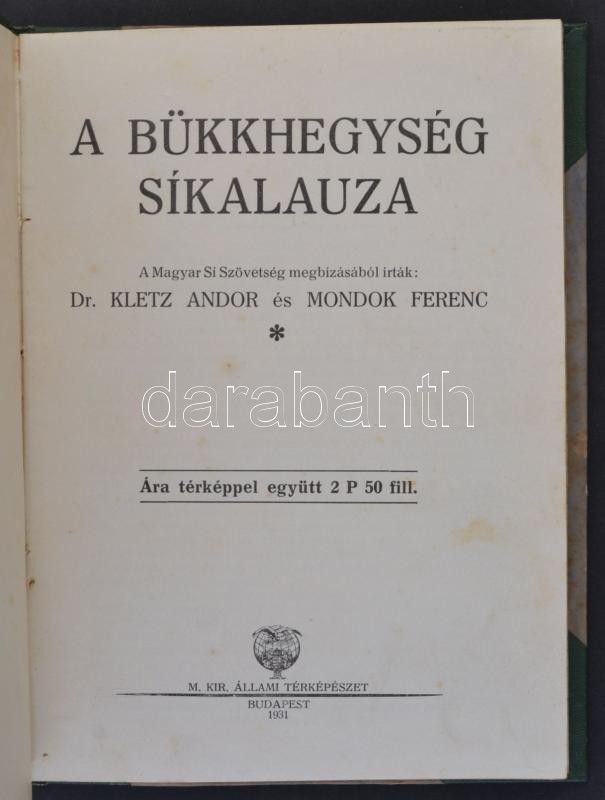 A BÜKKHEGYSÉG
SÍKALAUZA
A Magyar Sí Szövetség megbízásából írták:
Dr. KLETZ ANDOR és MONDOK FERENC
*
darabanth
Ára térképpel együtt 2 P 50 fill.
M. KIR. ÁLLAMI TÉRKÉPÉSZET
BUDAPEST
1931